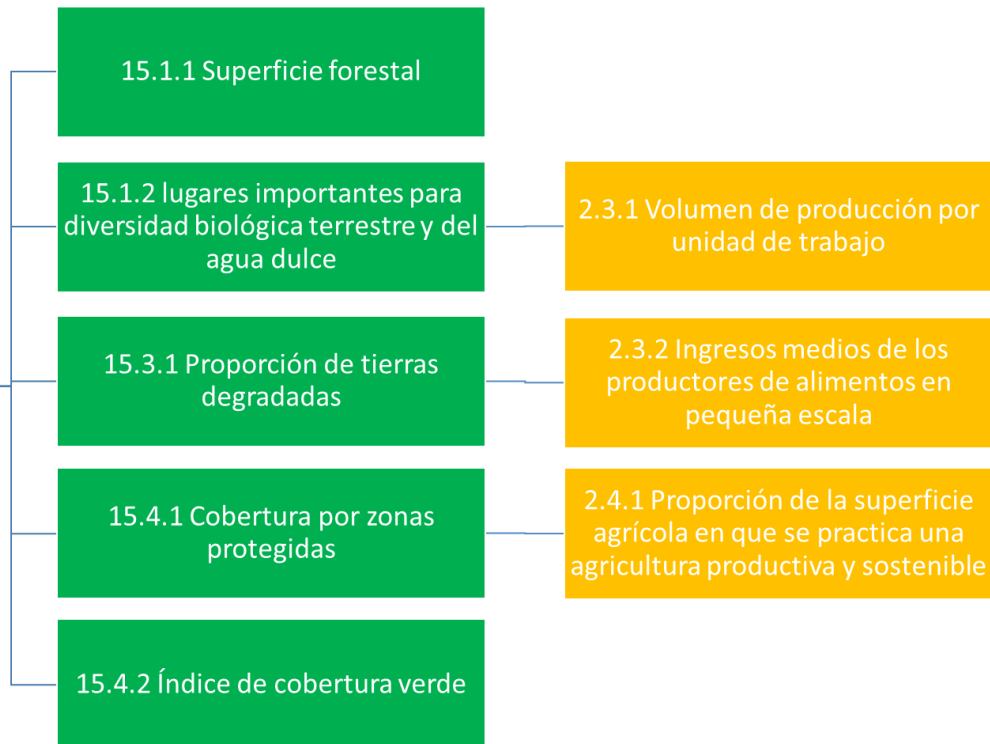 15.1.1 Superficie forestal
15.1.2 lugares importantes para
diversidad biológica terrestre y del
agua dulce
2.3.1 Volumen de producción por
unidad de trabajo
15.3.1 Proporción de tierras
degradadas
2.3.2 Ingresos medios de los
productores de alimentos en
pequeña escala
15.4.1 Cobertura por zonas
protegidas
2.4.1 Proporción de la superficie
agrícola en que se practica una
agricultura productiva y sostenible
15.4.2 Índice de cobertura verde